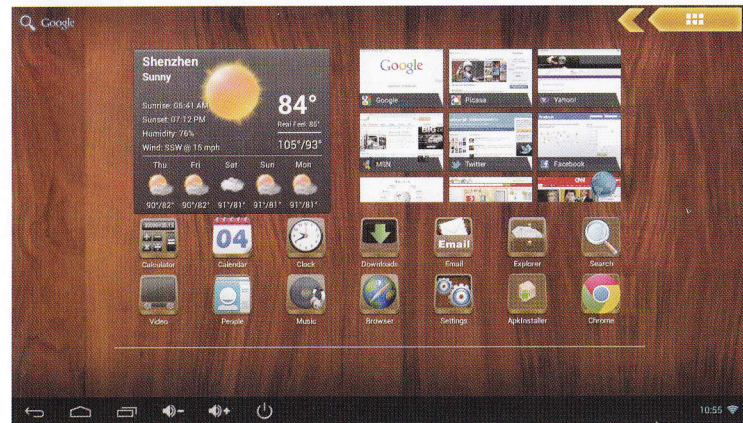 Google
Shenzhen
Sunny
Sunrise: 06:41 AM
Sunset: 07:12 PM
Humidity: 76%
Wind: SSW @ 15 mph
84°
Real Feel: 85°
105°/93°
Thu Fri Sat Sun Mon
90°/82° 90°/82° 91°/81° 91°/81° 91°/81°
Google
Google Picasa Yahoo!
BIG
MSN Twitter Facebook
CNN
04
Email
Calculator Calendar Clock Downloads Email Explorer Search
Video People Music Browser Settings ApkInstaller Chrome
10:55